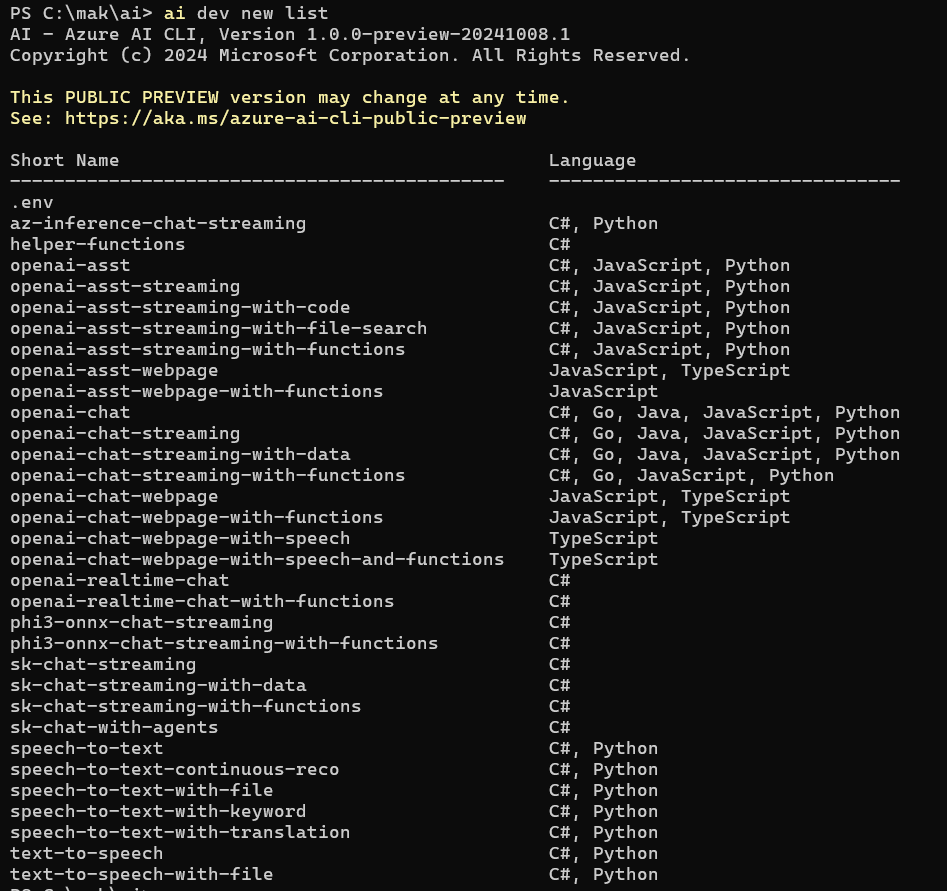 PS C:\mak\ai> ai dev new list
AI - Azure AI CLI, Version 1.0.0-preview-20241008.1
Copyright (c) 2024 Microsoft Corporation. All Rights Reserved.
This PUBLIC PREVIEW version may change at any time.
See: https://aka.ms/azure-ai-cli-public-preview
Short Name Language
--------------------------------------------- --------------------------------
.env
az-inference-chat-streaming C#, Python
helper-functions C#
openai-asst C#, JavaScript, Python
openai-asst-streaming C#, JavaScript, Python
openai-asst-streaming-with-code C#, JavaScript, Python
openai-asst-streaming-with-file-search C#, JavaScript, Python
openai-asst-streaming-with-functions C#, JavaScript, Python
openai-asst-webpage JavaScript, TypeScript
openai-asst-webpage-with-functions JavaScript
openai-chat C#, Go, Java, JavaScript, Python
openai-chat-streaming C#, Go, Java, JavaScript, Python
openai-chat-streaming-with-data C#, Go, Java, JavaScript, Python
openai-chat-streaming-with-functions C#, Go, JavaScript, Python
openai-chat-webpage JavaScript, TypeScript
openai-chat-webpage-with-functions JavaScript, TypeScript
openai-chat-webpage-with-speech TypeScript
openai-chat-webpage-with-speech-and-functions TypeScript
openai-realtime-chat C#
openai-realtime-chat-with-functions C#
phi3-onnx-chat-streaming C#
phi3-onnx-chat-streaming-with-functions C#
sk-chat-streaming C#
sk-chat-streaming-with-data C#
sk-chat-streaming-with-functions C#
sk-chat-with-agents C#
speech-to-text C#, Python
speech-to-text-continuous-reco C#, Python
speech-to-text-with-file C#, Python
speech-to-text-with-keyword C#, Python
speech-to-text-with-translation C#, Python
text-to-speech C#, Python
text-to-speech-with-file C#, Python